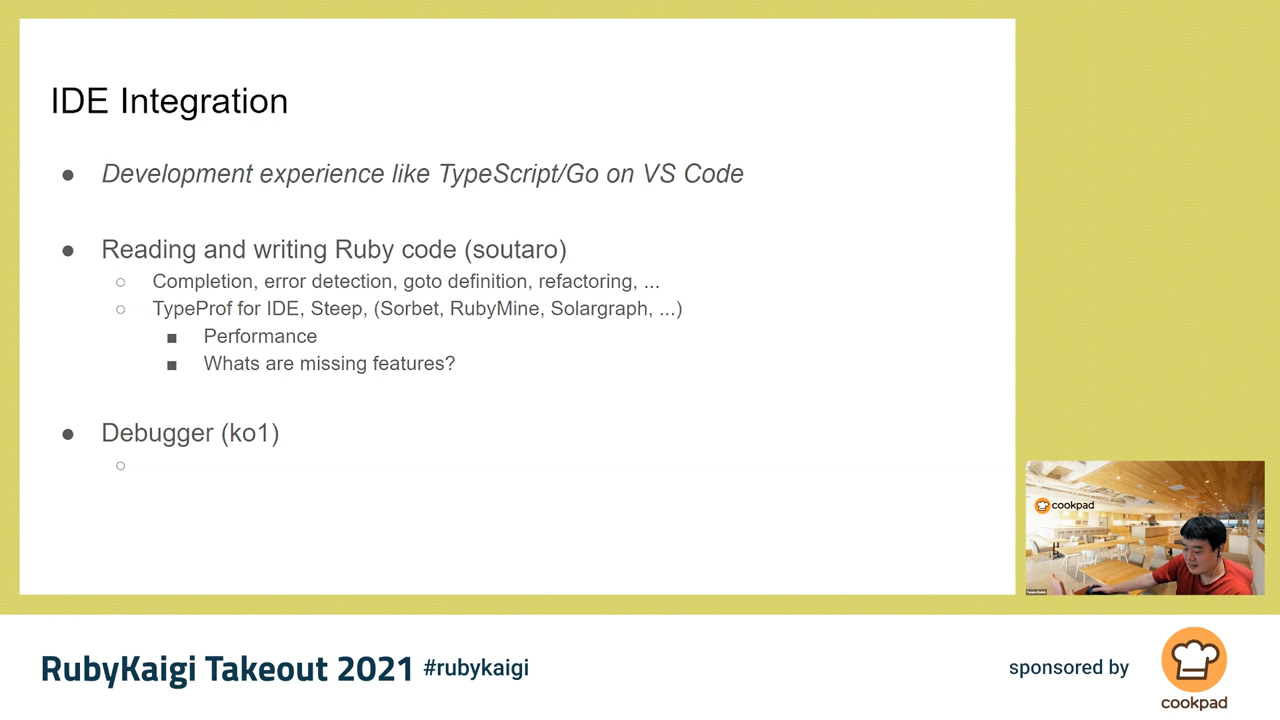 IDE Integration
● Development experience like TypeScript/Go on VS Code
● Reading and writing Ruby code (soutaro)
○ Completion, error detection, goto definition, refactoring, ...
○ TypeProf for IDE, Steep, (Sorbet, RubyMine, Solargraph, ...)
■ Performance
■ Whats are missing features?
● Debugger (ko1)
○
cookpad
RubyKaigi Takeout 2021 #rubykaigi
sponsored by
cookpad